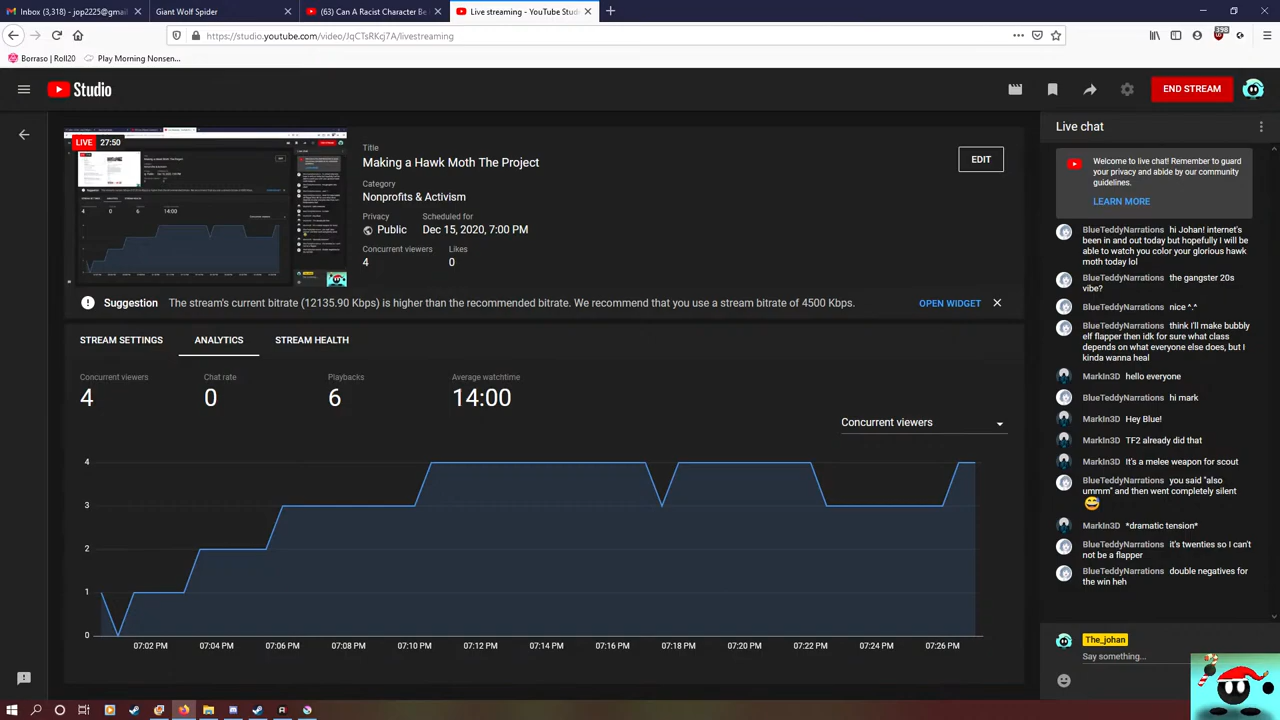 Inbox (3,318) - jop2225@gmail
Giant Wolf Spider
(63) Can A Racist Character Be
Live streaming - YouTube Stud
https://studio.youtube.com/video/JqCTsRKcj7A/livestreaming
398
Borraso | Roll20
Play Morning Nonsen...
Studio
END STREAM
LIVE
27:50
Title
Making a Hawk Moth The Project
EDIT
Category
Nonprofits & Activism
Privacy
Scheduled for
Public
Dec 15, 2020, 7:00 PM
Concurrent viewers
Likes
4
0
Suggestion
The stream's current bitrate (12135.90 Kbps) is higher than the recommended bitrate. We recommend that you use a stream bitrate of 4500 Kbps.
OPEN WIDGET
STREAM SETTINGS
ANALYTICS
STREAM HEALTH
Concurrent viewers
Chat rate
Playbacks
Average watchtime
4
0
6
14:00
Concurrent viewers
4
3
2
1
0
07:02 PM
07:04 PM
07:06 PM
07:08 PM
07:10 PM
07:12 PM
07:14 PM
07:16 PM
07:18 PM
07:20 PM
07:22 PM
07:24 PM
07:26 PM
Live chat
Welcome to live chat! Remember to guard
your privacy and abide by our community
guidelines.
LEARN MORE
BlueTeddyNarrations hi Johan! internet's
been in and out today but hopefully I will be
able to watch you color your glorious hawk
moth today lol
BlueTeddyNarrations the gangster 20s
vibe?
BlueTeddyNarrations nice ^.^
BlueTeddyNarrations think I'll make bubbly
elf flapper then idk for sure what class
depends on what everyone else does, but I
kinda wanna heal
MarkIn3D hello everyone
BlueTeddyNarrations hi mark
MarkIn3D Hey Blue!
MarkIn3D TF2 already did that
MarkIn3D It's a melee weapon for scout
BlueTeddyNarrations you said "also
ummm" and then went completely silent
MarkIn3D *dramatic tension*
BlueTeddyNarrations it's twenties so I can't
not be a flapper
BlueTeddyNarrations double negatives for
the win heh
The_johan
Say something...